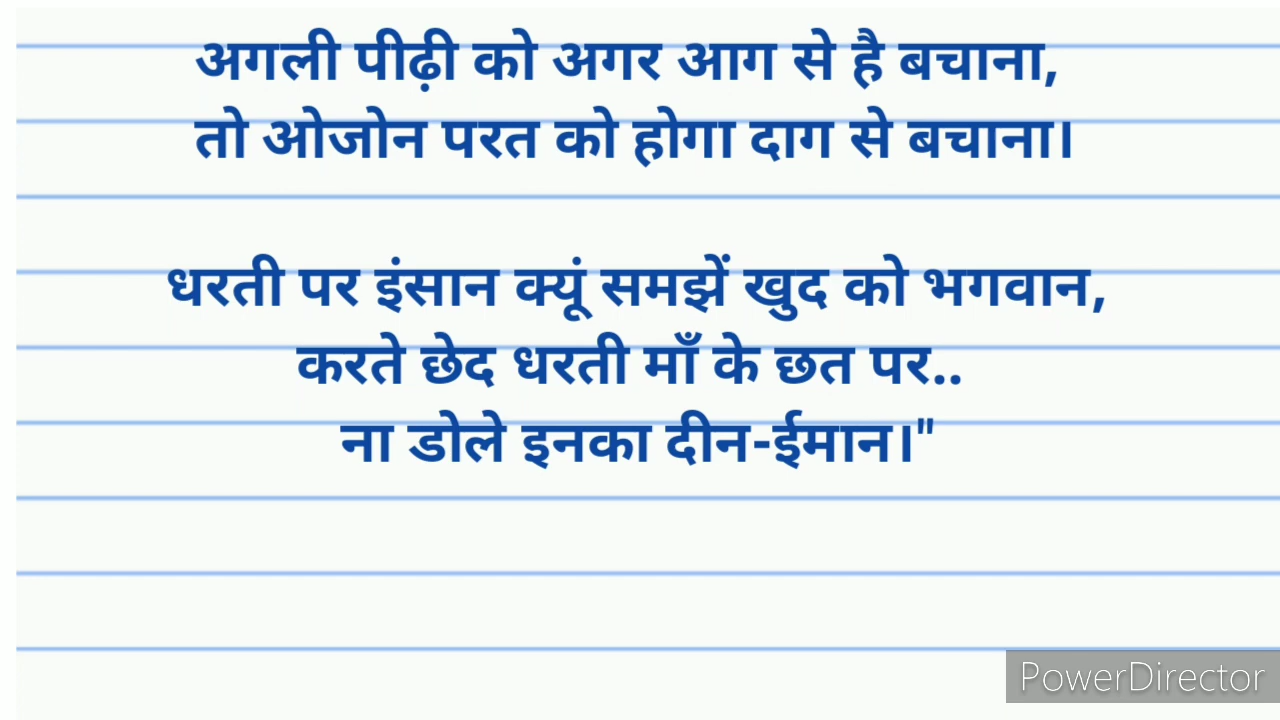 अगली पीढ़ी को अगर आग से है बचाना,
तो ओजोन परत को होगा दाग से बचाना।
धरती पर इंसान क्यूं समझें खुद को भगवान,
करते छेद धरती माँ के छत पर..
ना डोले इनका दीन-ईमान।"
PowerDirector